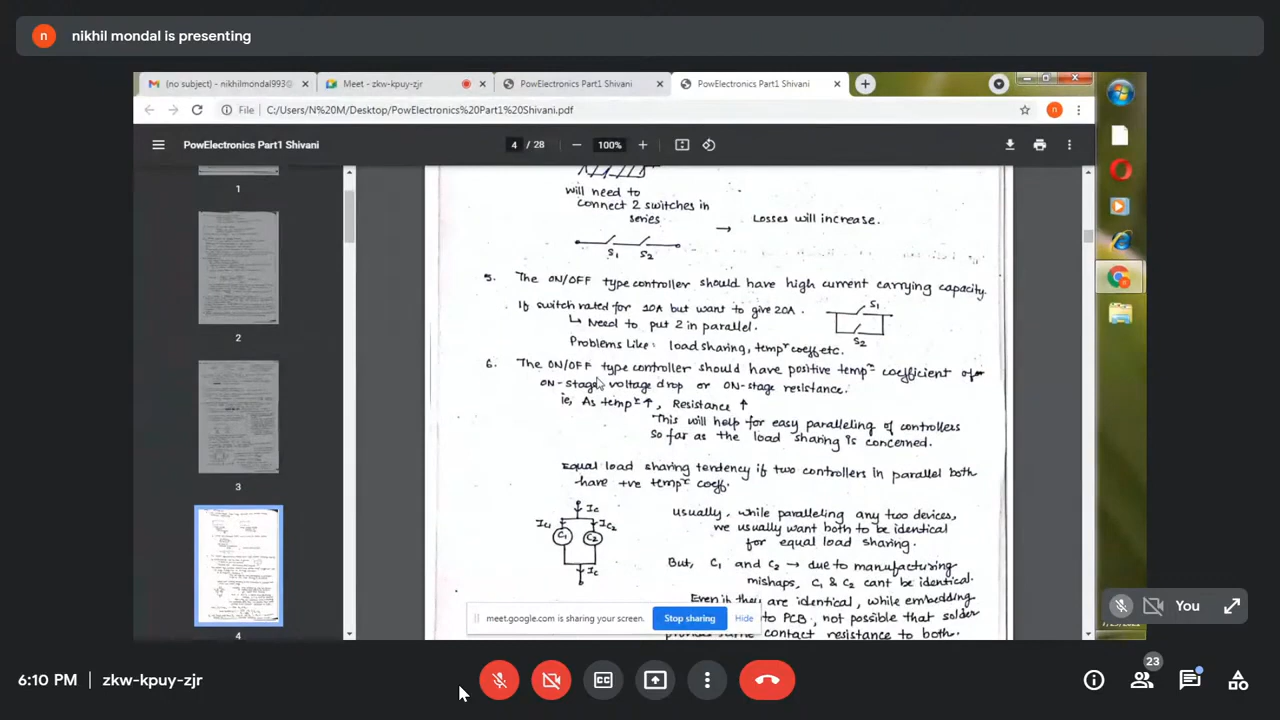 n
nikhil mondal is presenting
(no subject) - nikhilmondal993@
Meet - zkw-kpuy-zjr
PowElectronics Part1 Shivani
PowElectronics Part1 Shivani
File
C:/Users/N%20M/Desktop/PowElectronics%20Part1%20Shivani.pdf
n
PowElectronics Part1 Shivani
4 / 28
100%
1
2
3
4
will need to
connect 2 switches in
series
→ Losses will increase.
S1 S2
5. The ON/OFF type controller should have high current carrying capacity.
If switch rated for 10A but want to give 20A.
↳ Need to put 2 in parallel.
S1
S2
Problems Like: load sharing, tempr coeff etc.
6. The ON/OFF type controller should have positive tempr coefficient of
ON-stage voltage drop or ON-stage resistance.
ie, As tempr ↑, Resistance ↑
This will help for easy paralleling of controllers
so far as the load sharing is concerned.
Equal load sharing tendency if two controllers in parallel both
have +ve tempr coeff.
Ic
Ic1 Ic2
C1 C2
Ic
usually, while paralleling any two devices,
we usually want both to be identical
for equal load sharing.
But, C1 and C2 → due to manufacturing
mishaps, C1 & C2 cant be identical.
Even if they are identical, while embedding
to PCB, not possible that solder
same contact resistance to both.
meet.google.com is sharing your screen.
Stop sharing
Hide
You
6:10 PM
zkw-kpuy-zjr
23